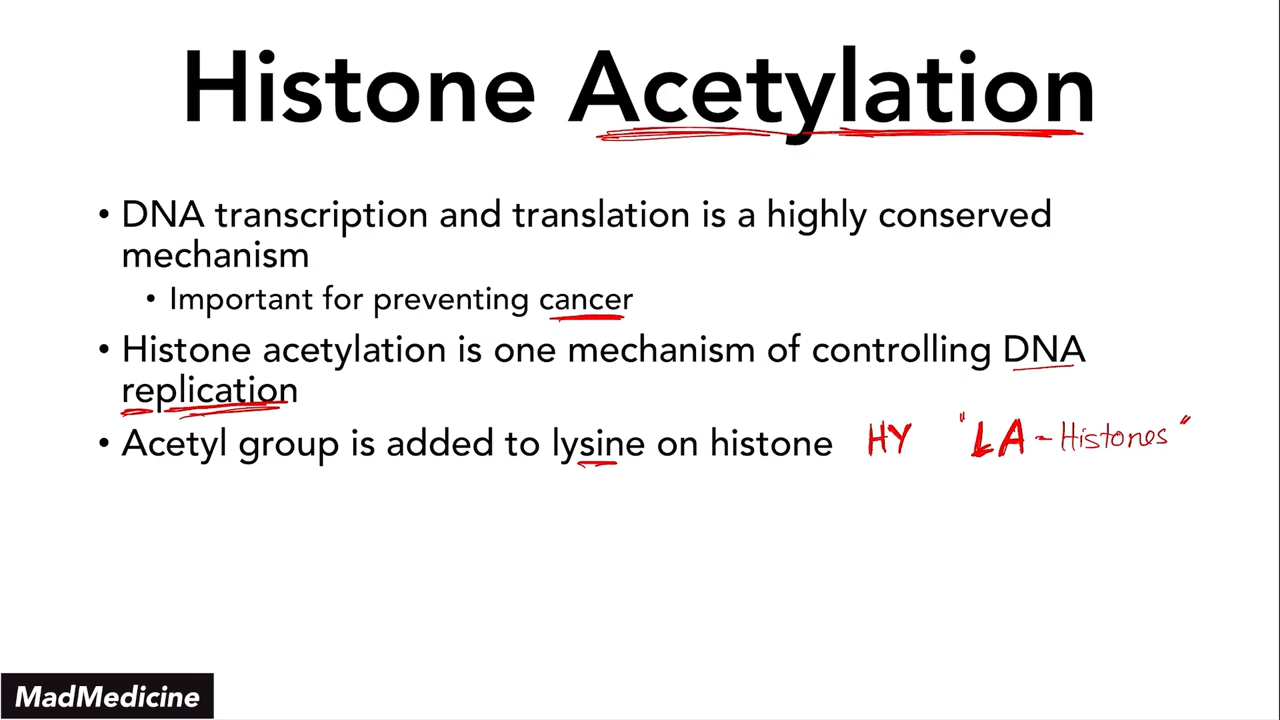 Histone Acetylation
• DNA transcription and translation is a highly conserved
mechanism
• Important for preventing cancer
• Histone acetylation is one mechanism of controlling DNA
replication
• Acetyl group is added to lysine on histone HY "LA - Histones"
MadMedicine